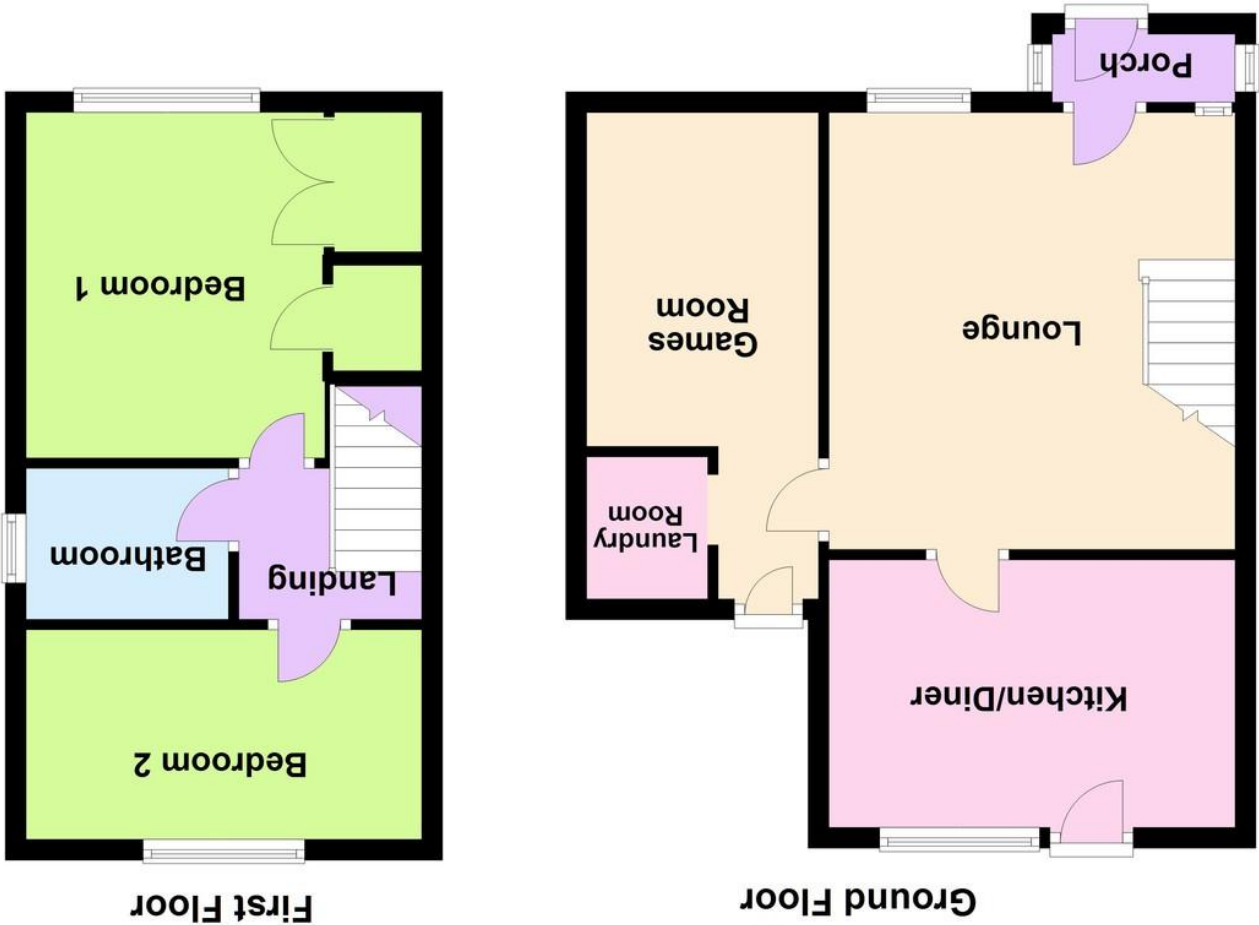 Ground Floor
Kitchen/Diner
Laundry
Room
Lounge
Games
Room
Porch
First Floor
Bedroom 2
Landing
Bathroom
Bedroom 1